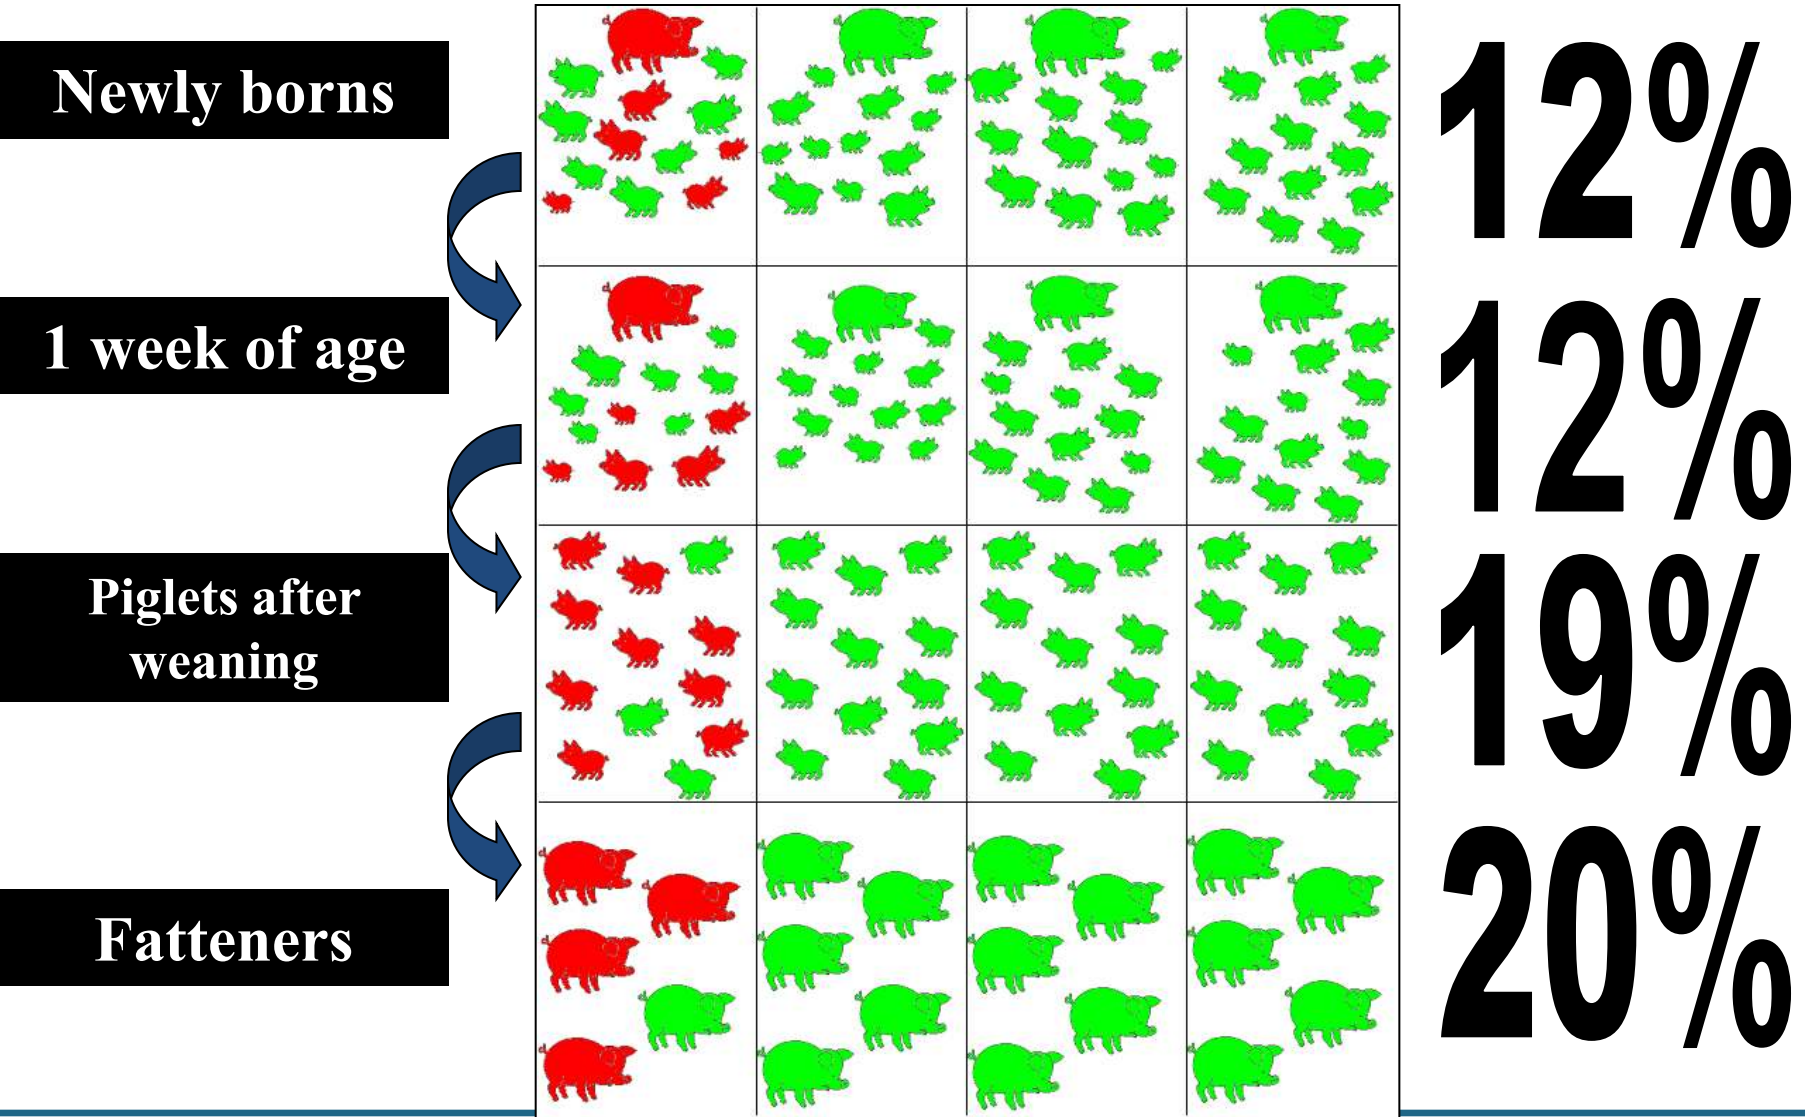 Newly borns
12%
1 week of age
12%
Piglets after
weaning
19%
Fatteners
20%